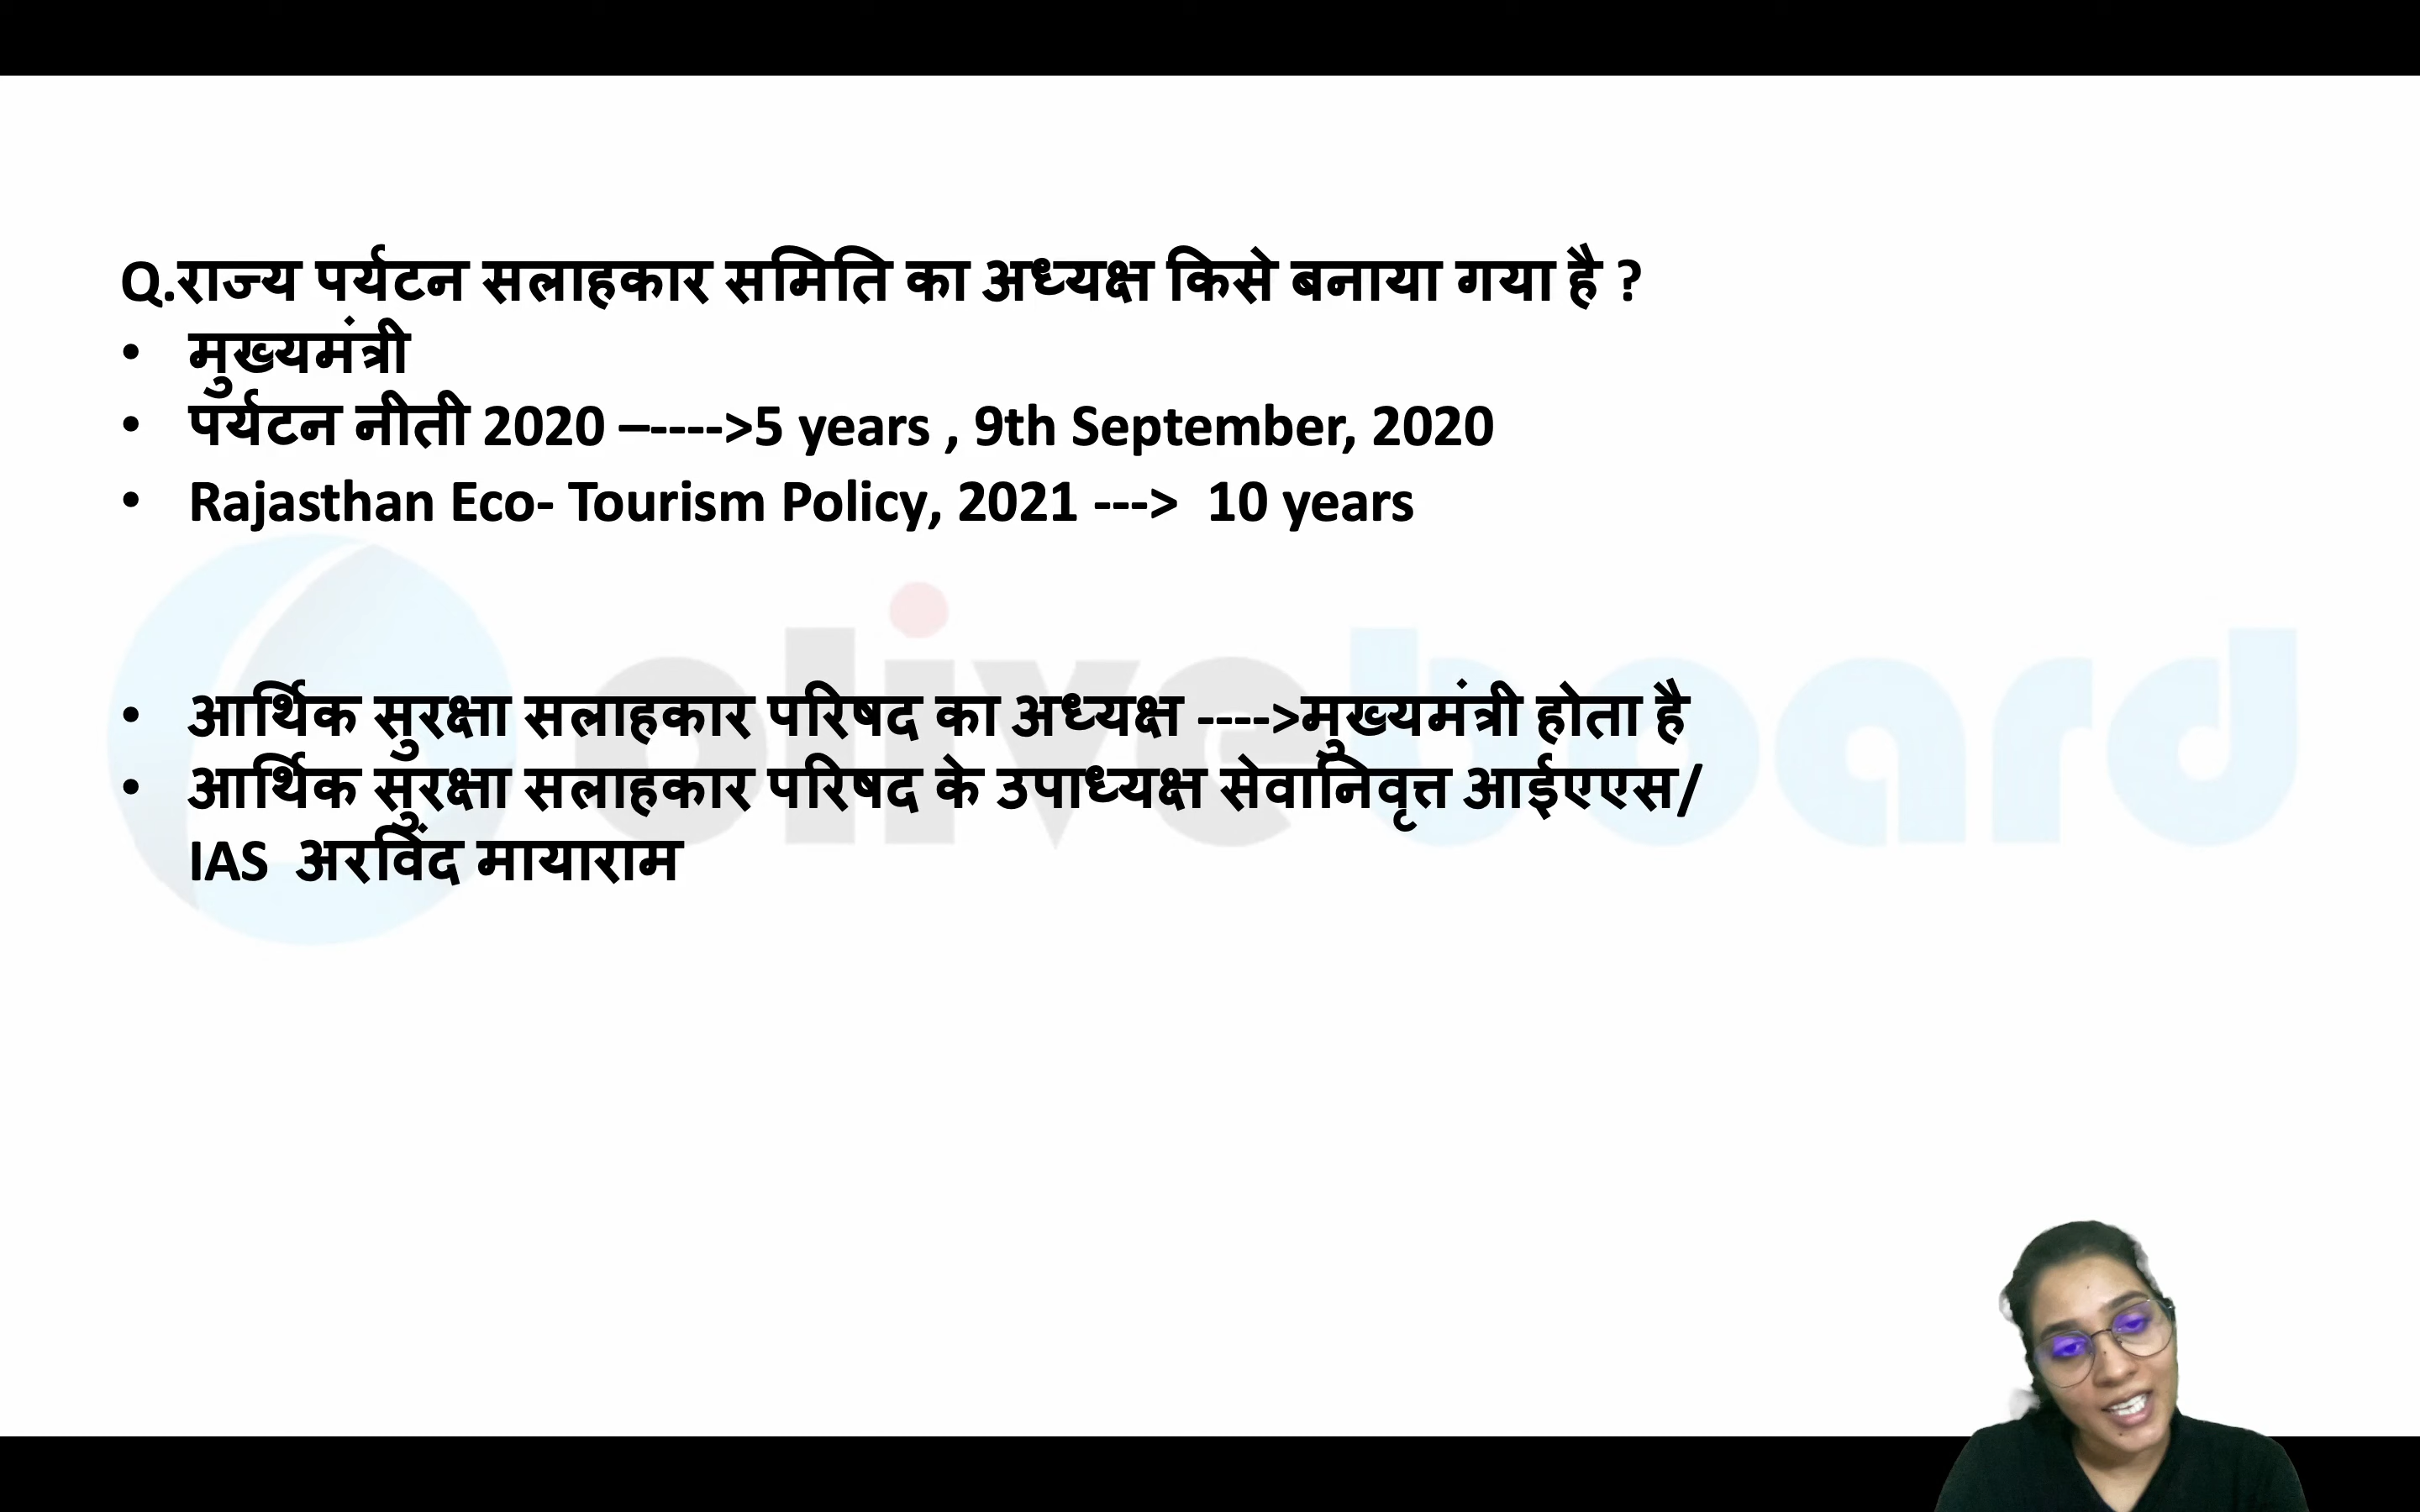 Q.राज्य पर्यटन सलाहकार समिति का अध्यक्ष किसे बनाया गया है ?
• मुख्यमंत्री
• पर्यटन नीती 2020 –---->5 years , 9th September, 2020
• Rajasthan Eco- Tourism Policy, 2021 ---> 10 years
oliveboard
• आर्थिक सुरक्षा सलाहकार परिषद का अध्यक्ष ---->मुख्यमंत्री होता है
• आर्थिक सुरक्षा सलाहकार परिषद के उपाध्यक्ष सेवानिवृत्त आईएएस/
IAS अरविंद मायाराम